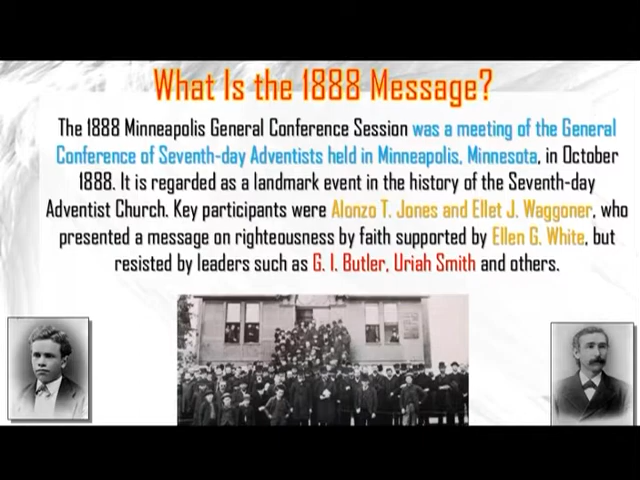 What Is the 1888 Message?
The 1888 Minneapolis General Conference Session was a meeting of the General
Conference of Seventh-day Adventists held in Minneapolis, Minnesota, in October
1888. It is regarded as a landmark event in the history of the Seventh-day
Adventist Church. Key participants were Alonzo T. Jones and Ellet J. Waggoner, who
presented a message on righteousness by faith supported by Ellen G. White, but
resisted by leaders such as G. I. Butler, Uriah Smith and others.